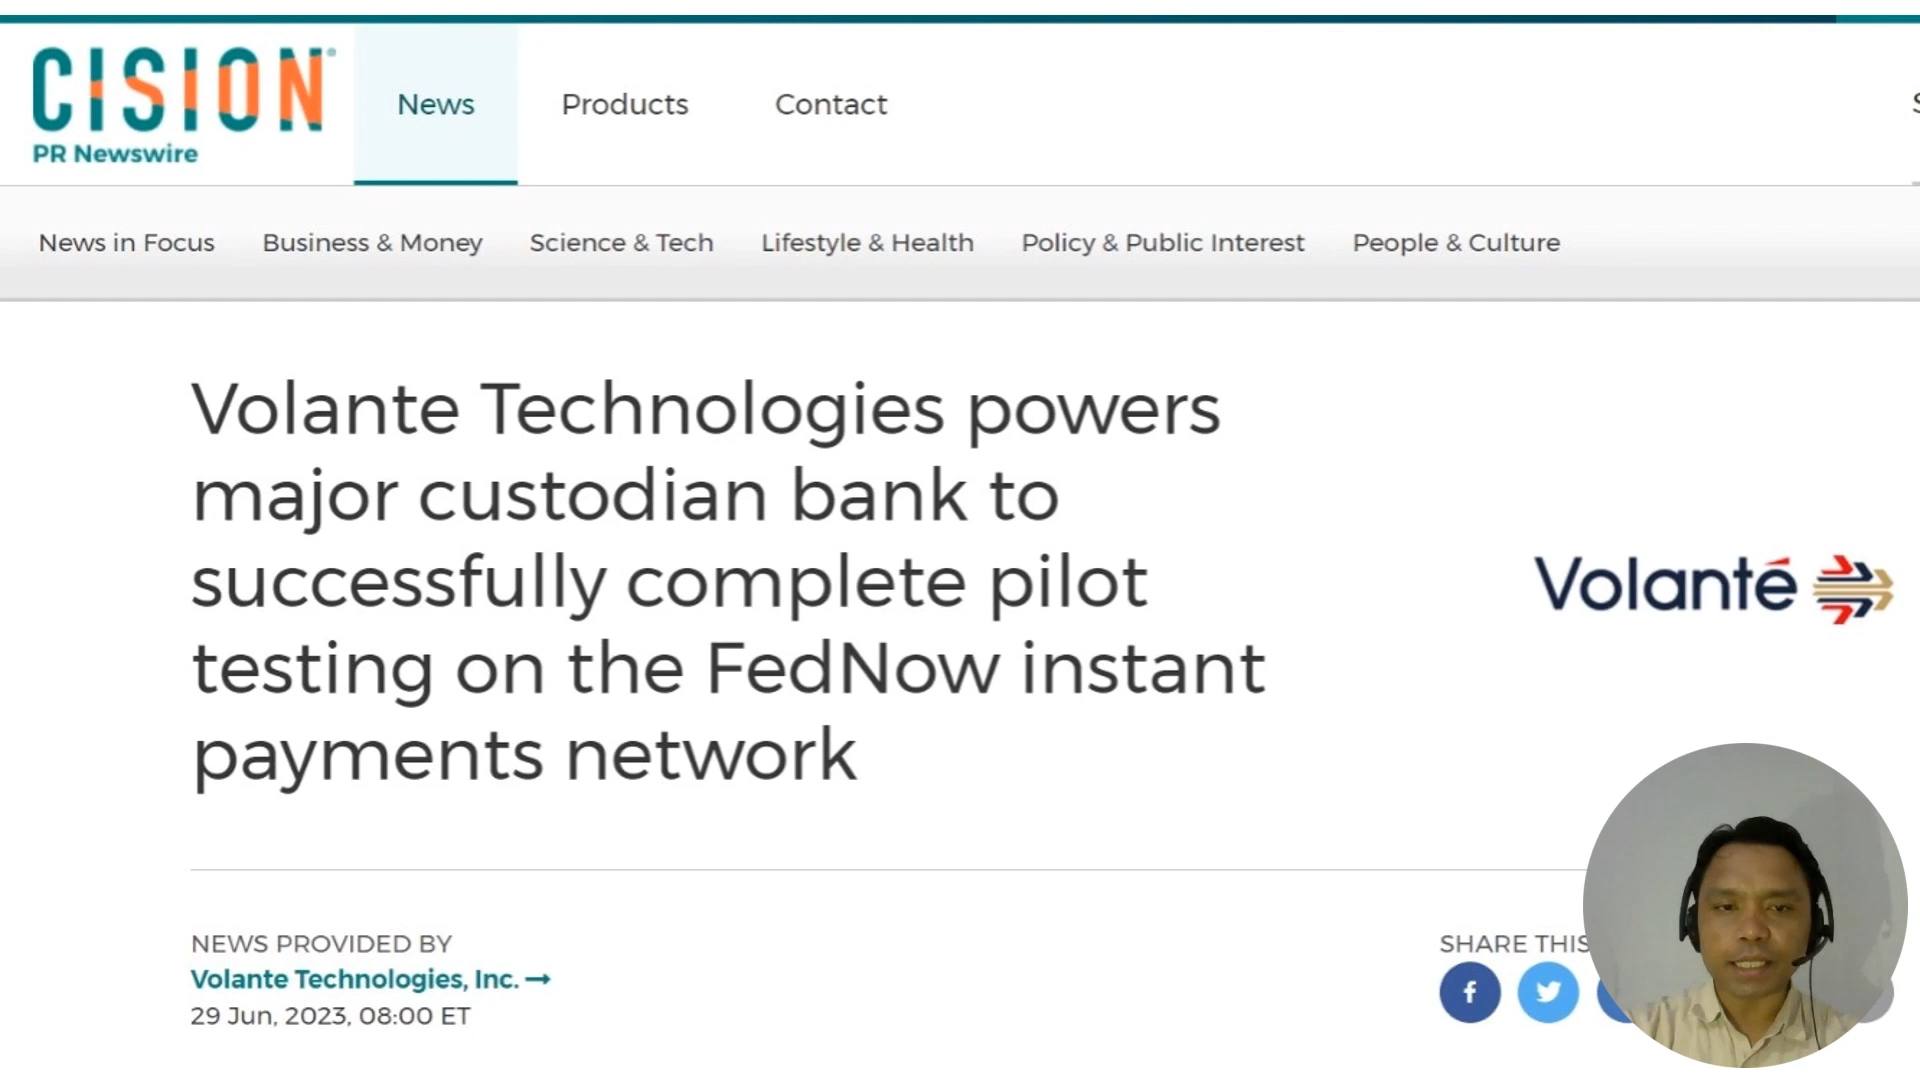 CISION
PR Newswire
News
Products
Contact
News in Focus
Business & Money
Science & Tech
Lifestyle & Health
Policy & Public Interest
People & Culture
Volante Technologies powers
major custodian bank to
successfully complete pilot
testing on the FedNow instant
payments network
Volanté
NEWS PROVIDED BY
Volante Technologies, Inc. →
29 Jun, 2023, 08:00 ET
SHARE THIS